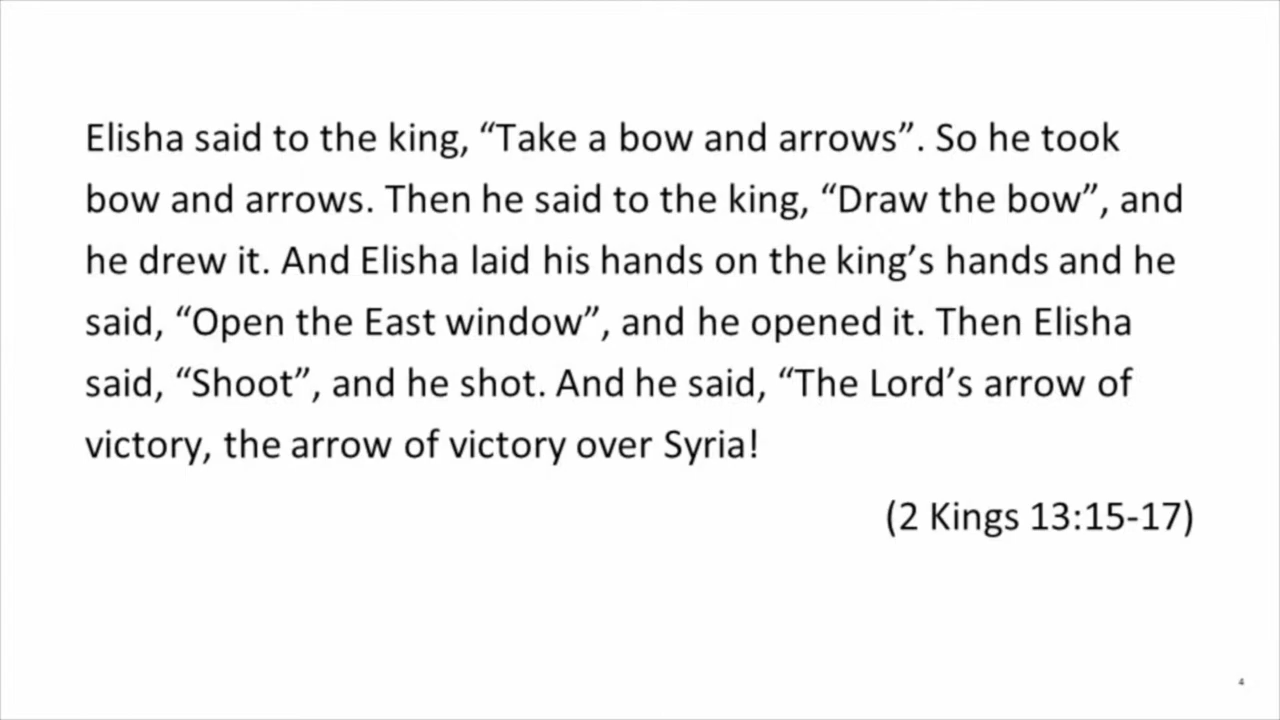 Elisha said to the king, “Take a bow and arrows”. So he took
bow and arrows. Then he said to the king, “Draw the bow”, and
he drew it. And Elisha laid his hands on the king’s hands and he
said, “Open the East window”, and he opened it. Then Elisha
said, “Shoot”, and he shot. And he said, “The Lord’s arrow of
victory, the arrow of victory over Syria!
(2 Kings 13:15-17)
4